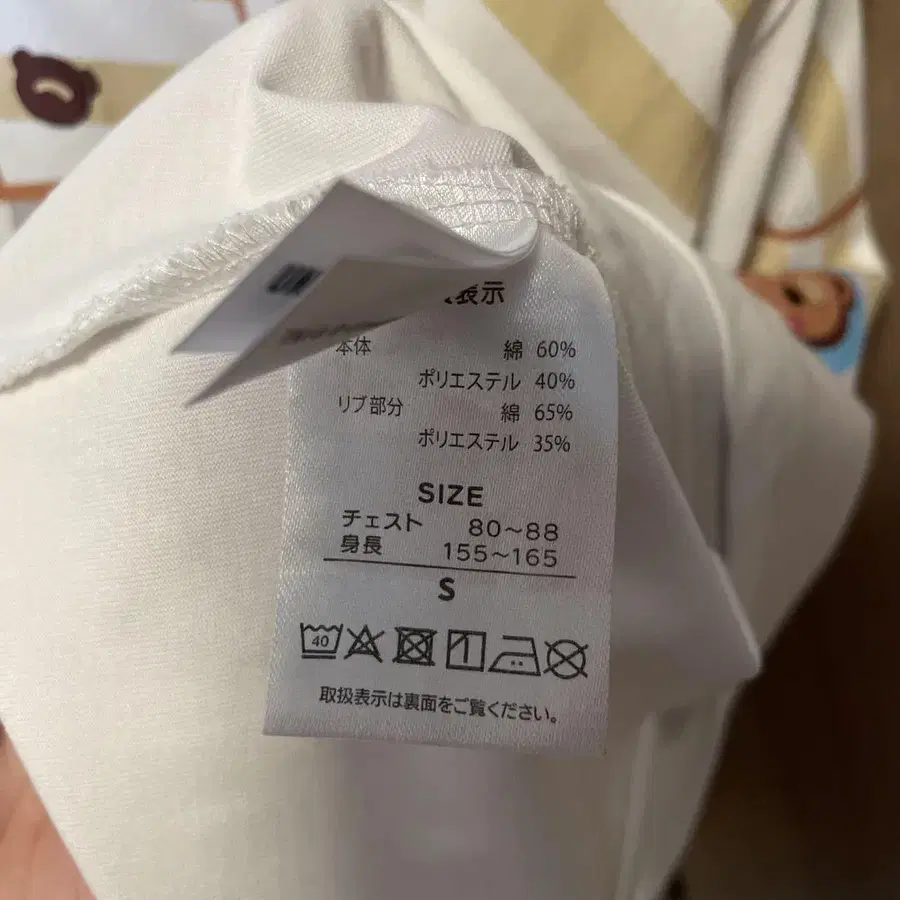 表示
本体 綿 60%
ポリエステル 40%
リブ部分 綿 65%
ポリエステル 35%
SIZE
チェスト 80~88
身長 155~165
S
40
取扱表示は裏面をご覧ください。